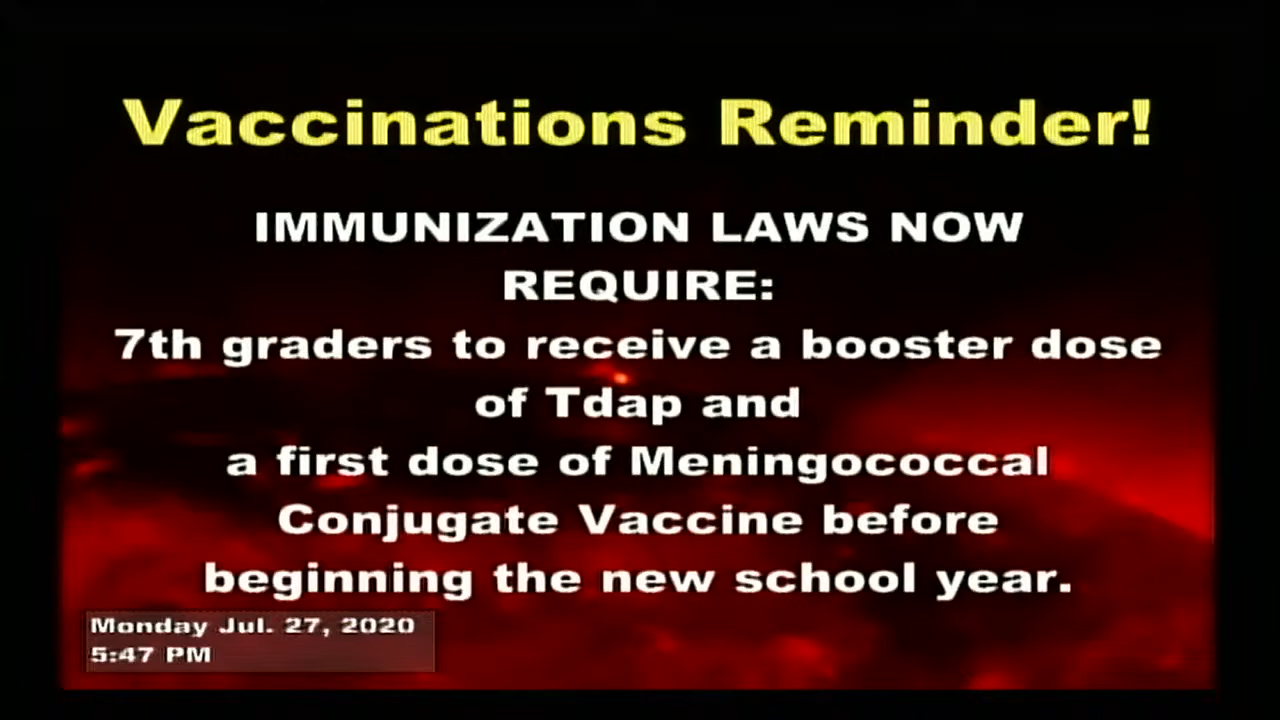 Vaccinations Reminder!
IMMUNIZATION LAWS NOW
REQUIRE:
7th graders to receive a booster dose
of Tdap and
a first dose of Meningococcal
Conjugate Vaccine before
beginning the new school year.
Monday Jul. 27, 2020
5:47 PM